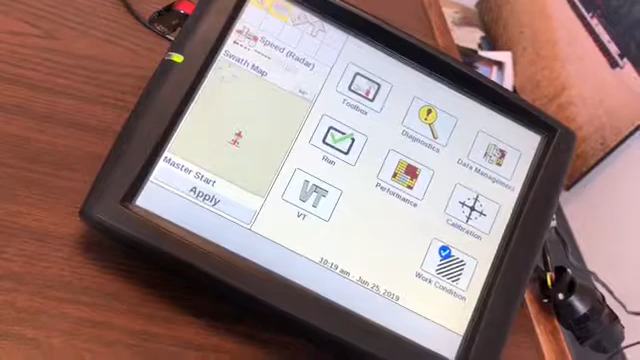 Speed (Radar)
Swath Map
Master Start
Apply
Toolbox
Diagnostics
Data Management
Run
Performance
Calibration
VT
VT
Work Condition
10:19 am - Jun 25, 2019